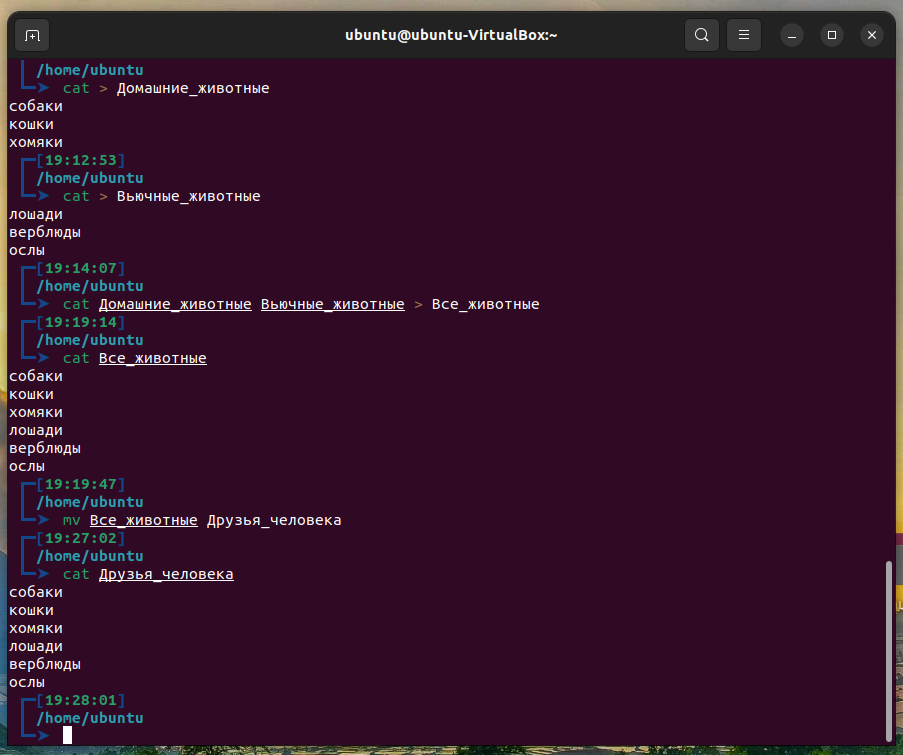 ubuntu@ubuntu-VirtualBox:~
/home/ubuntu
cat > Домашние_животные
собаки
кошки
хомяки
[19:12:53]
/home/ubuntu
cat > Вьючные_животные
лошади
верблюды
ослы
[19:14:07]
/home/ubuntu
cat Домашние_животные Вьючные_животные > Все_животные
[19:19:14]
/home/ubuntu
cat Все_животные
собаки
кошки
хомяки
лошади
верблюды
ослы
[19:19:47]
/home/ubuntu
mv Все_животные Друзья_человека
[19:27:02]
/home/ubuntu
cat Друзья_человека
собаки
кошки
хомяки
лошади
верблюды
ослы
[19:28:01]
/home/ubuntu